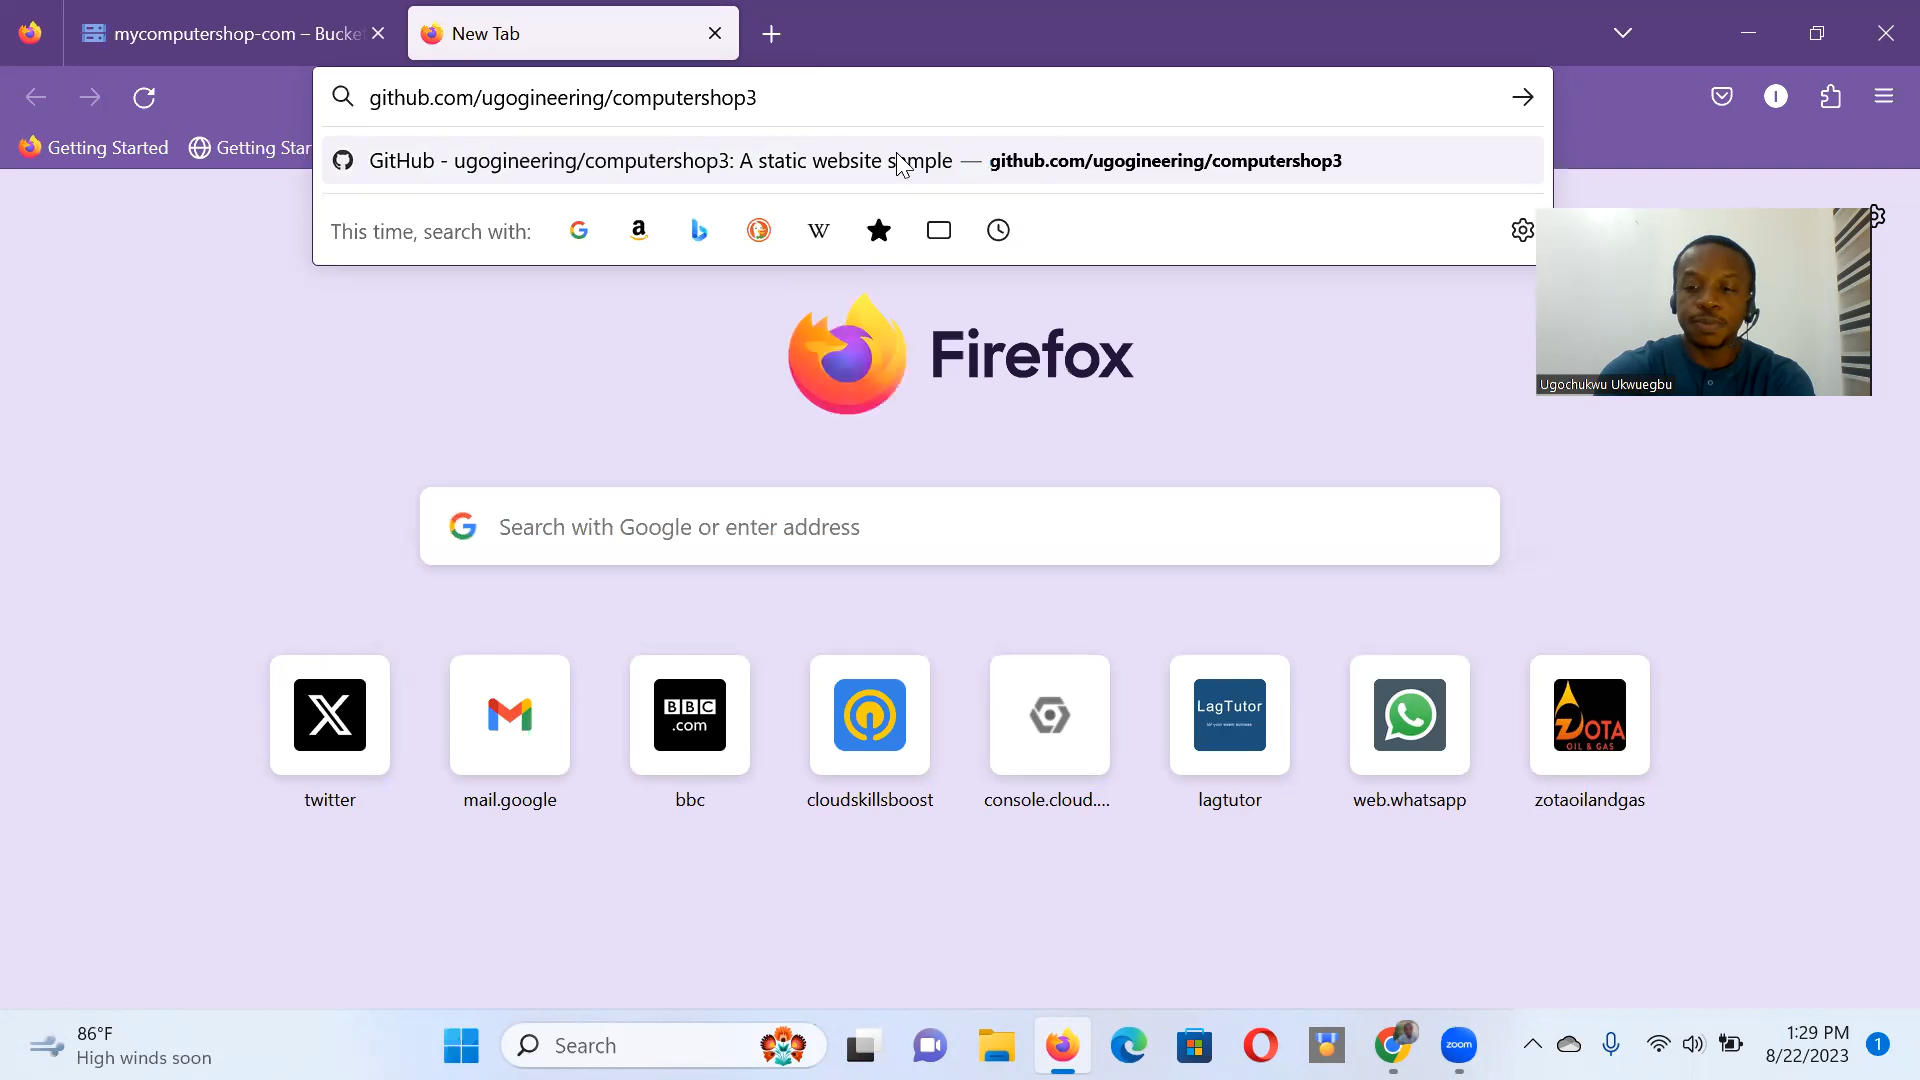 mycomputershop-com – Bucke
New Tab
github.com/ugogineering/computershop3
Getting Started
Getting Star
GitHub - ugogineering/computershop3: A static website sample — github.com/ugogineering/computershop3
This time, search with:
Ugochukwu Ukwuegbu
Firefox
Search with Google or enter address
BBC
.com
LagTutor
ZOTA
OIL & GAS
twitter
mail.google
bbc
cloudskillsboost
console.cloud....
lagtutor
web.whatsapp
zotaoilandgas
86°F
High winds soon
Search
zoom
1:29 PM
8/22/2023
1